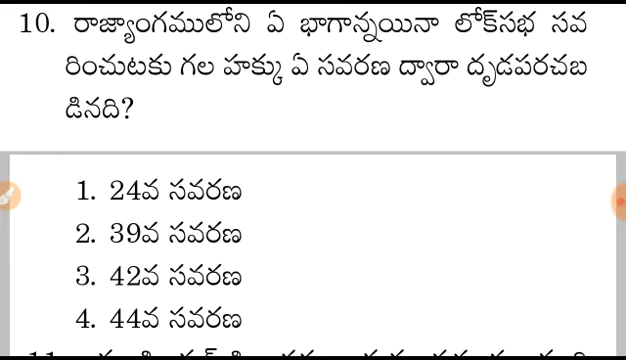 10. రాజ్యాంగములోని ఏ భాగాన్నయినా లోక్‌సభ సవ
రించుటకు గల హక్కు ఏ సవరణ ద్వారా దృడపరచబ
డినది?
1. 24వ సవరణ
2. 39వ సవరణ
3. 42వ సవరణ
4. 44వ సవరణ